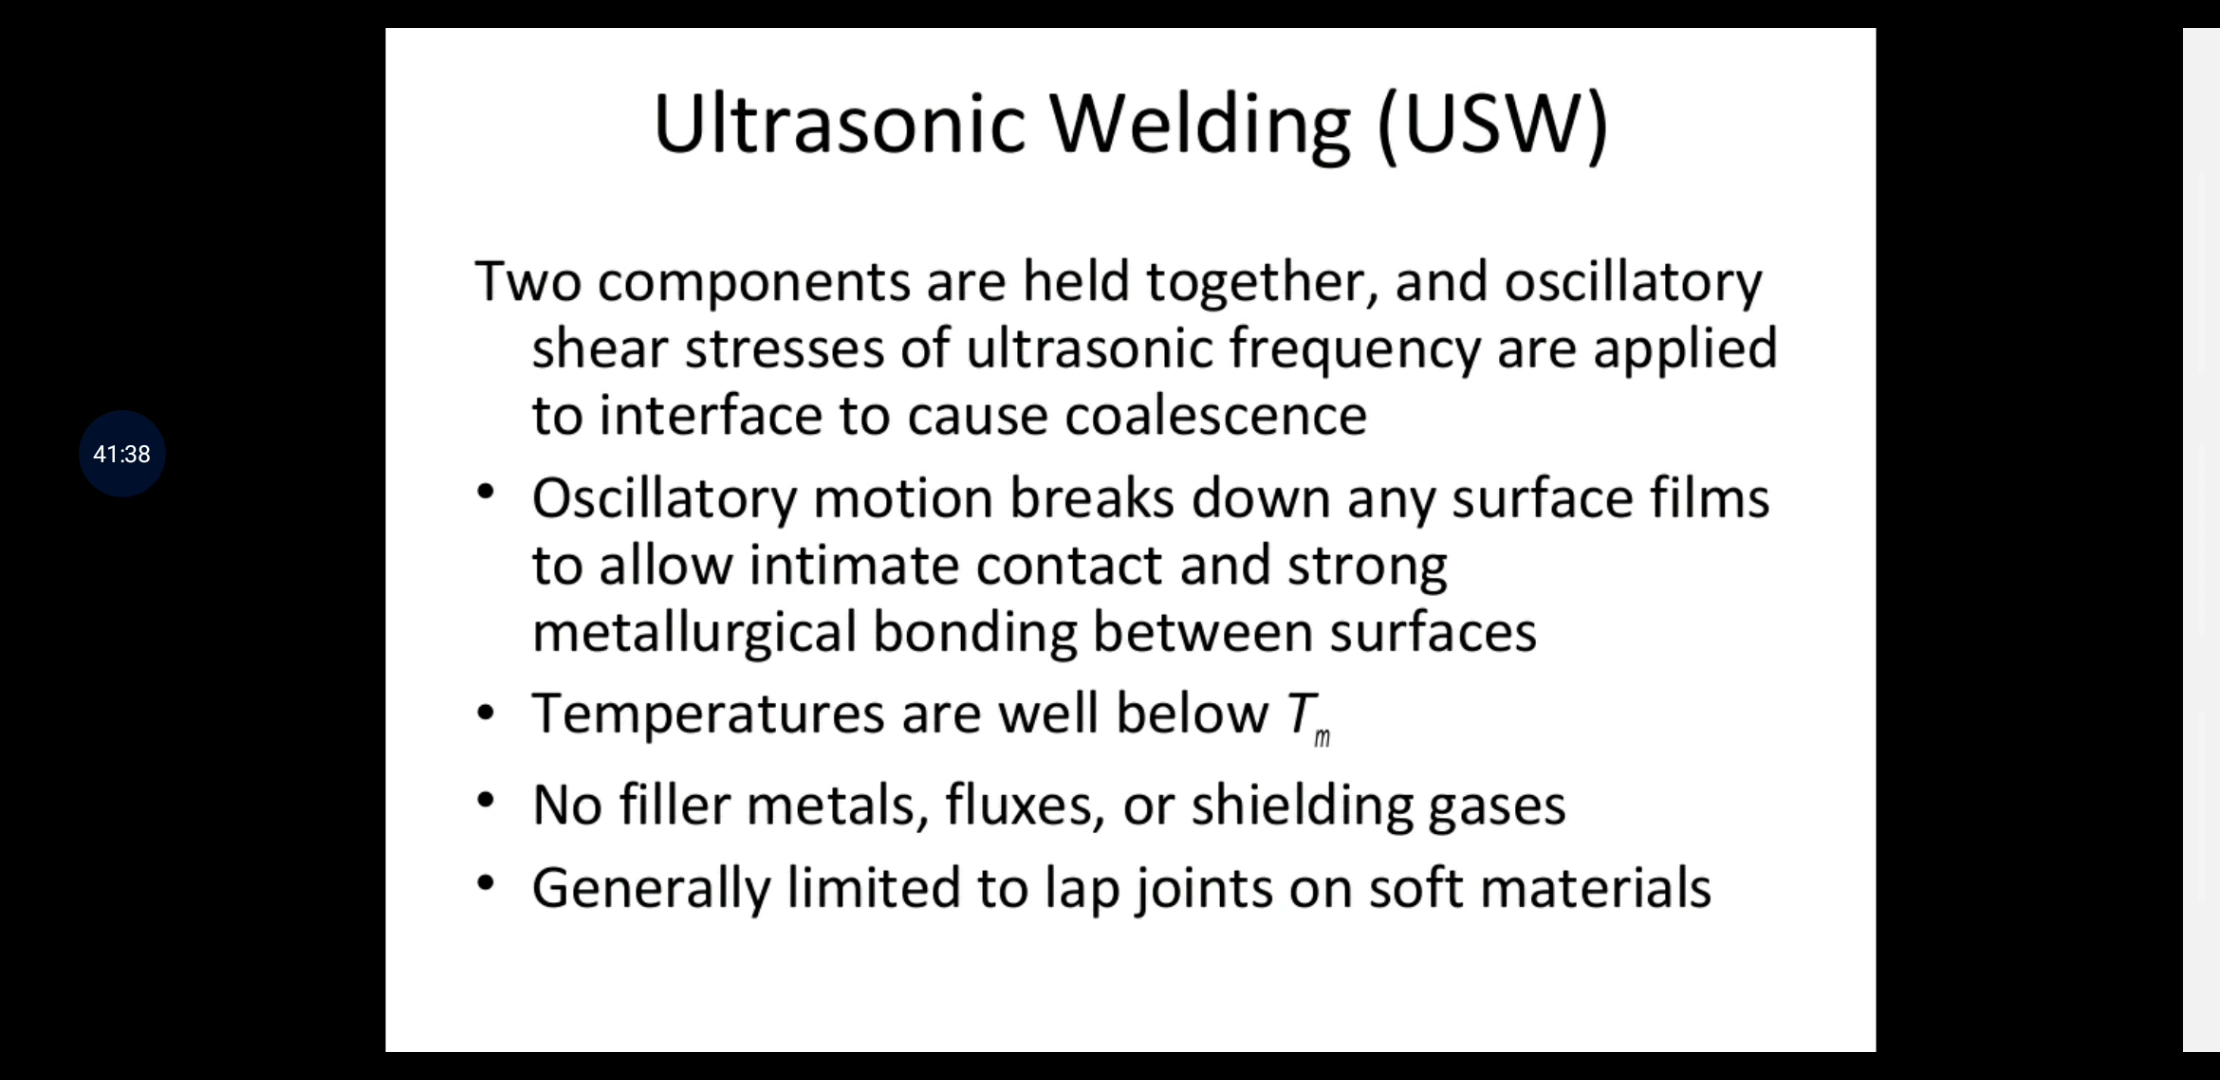 Ultrasonic Welding (USW)
Two components are held together, and oscillatory
shear stresses of ultrasonic frequency are applied
to interface to cause coalescence
• Oscillatory motion breaks down any surface films
to allow intimate contact and strong
metallurgical bonding between surfaces
• Temperatures are well below Tm
• No filler metals, fluxes, or shielding gases
• Generally limited to lap joints on soft materials
41:38